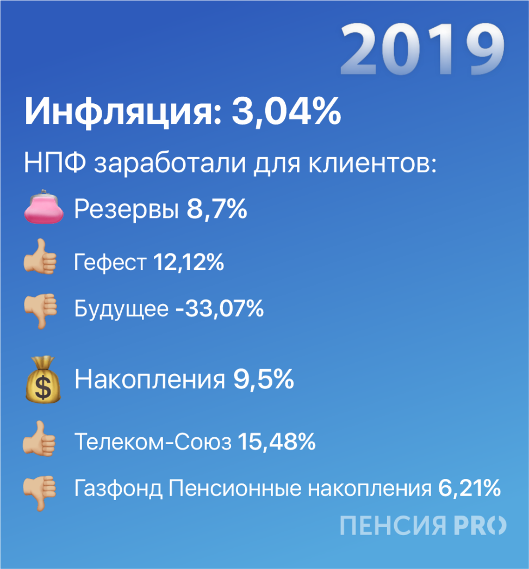 2019
Инфляция: 3,04%
НПФ заработали для клиентов:
Резервы 8,7%
Гефест 12,12%
Будущее -33,07%
$
Накопления 9,5%
Телеком-Союз 15,48%
Газфонд Пенсионные накопления 6,21%
ПЕНСИЯ PRO